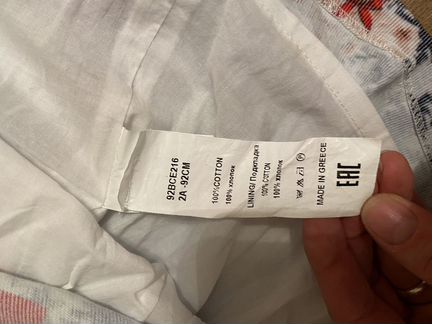 92BCE216
2A -92CM
100%COTTON
100% хлопок
LINING/ Подкладка
100% COTTON
100% хлопок
MADE IN GREECE
EAC